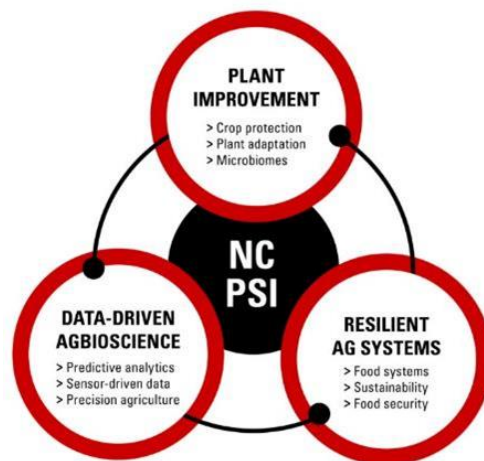 PLANT
IMPROVEMENT
> Crop protection
> Plant adaptation
> Microbiomes
NC
PSI
DATA-DRIVEN
AGBIOSCIENCE
> Predictive analytics
> Sensor-driven data
> Precision agriculture
RESILIENT
AG SYSTEMS
> Food systems
> Sustainability
> Food security